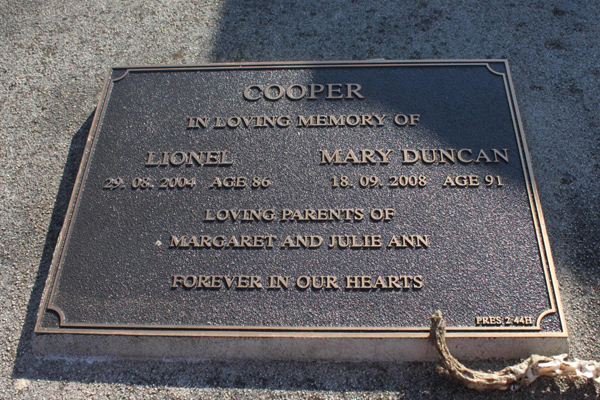 COOPER
IN LOVING MEMORY OF
LIONEL MARY DUNCAN
29. 08. 2004 AGE 86 18. 09. 2008 AGE 91
LOVING PARENTS OF
MARGARET AND JULIE ANN
FOREVER IN OUR HEARTS
PRES 2 44H